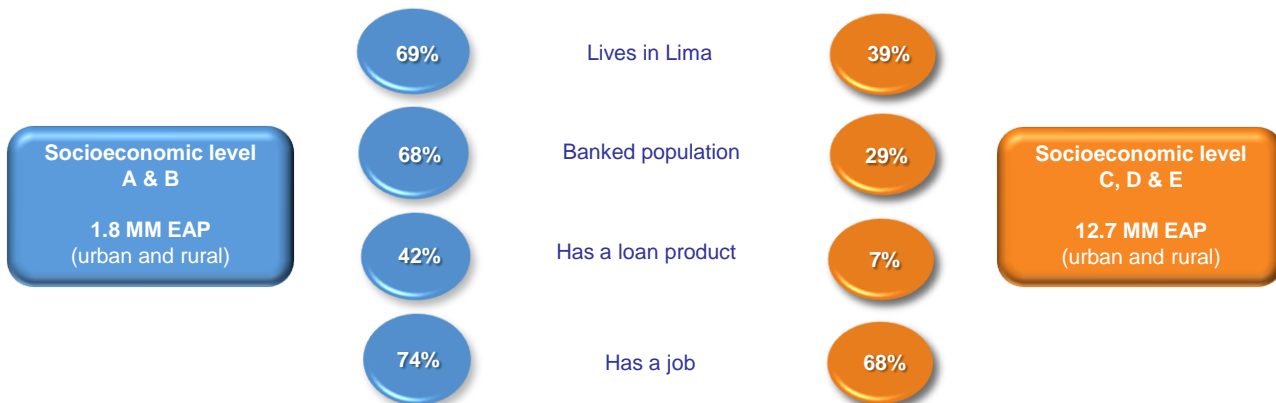 69%
Lives in Lima
39%
Socioeconomic level
A & B
1.8 MM EAP
(urban and rural)
68%
Banked population
29%
Socioeconomic level
C, D & E
12.7 MM EAP
(urban and rural)
42%
Has a loan product
7%
74%
Has a job
68%